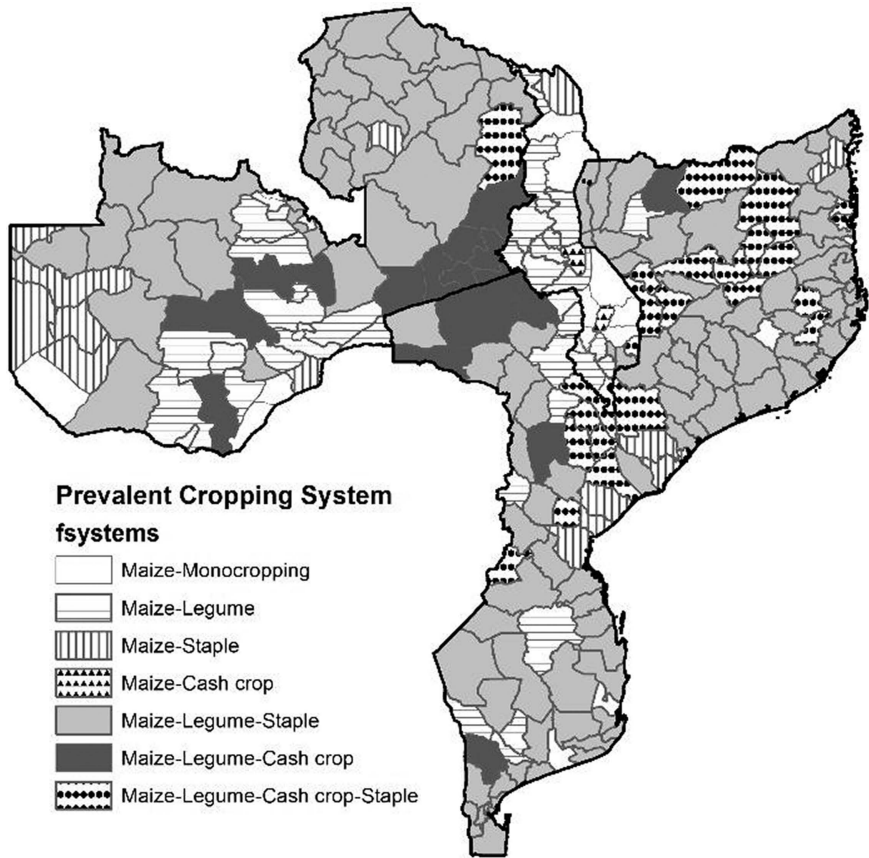 Prevalent Cropping System
fsystems
Maize-Monocropping
Maize-Legume
Maize-Staple
Maize-Cash crop
Maize-Legume-Staple
Maize-Legume-Cash crop
Maize-Legume-Cash crop-Staple